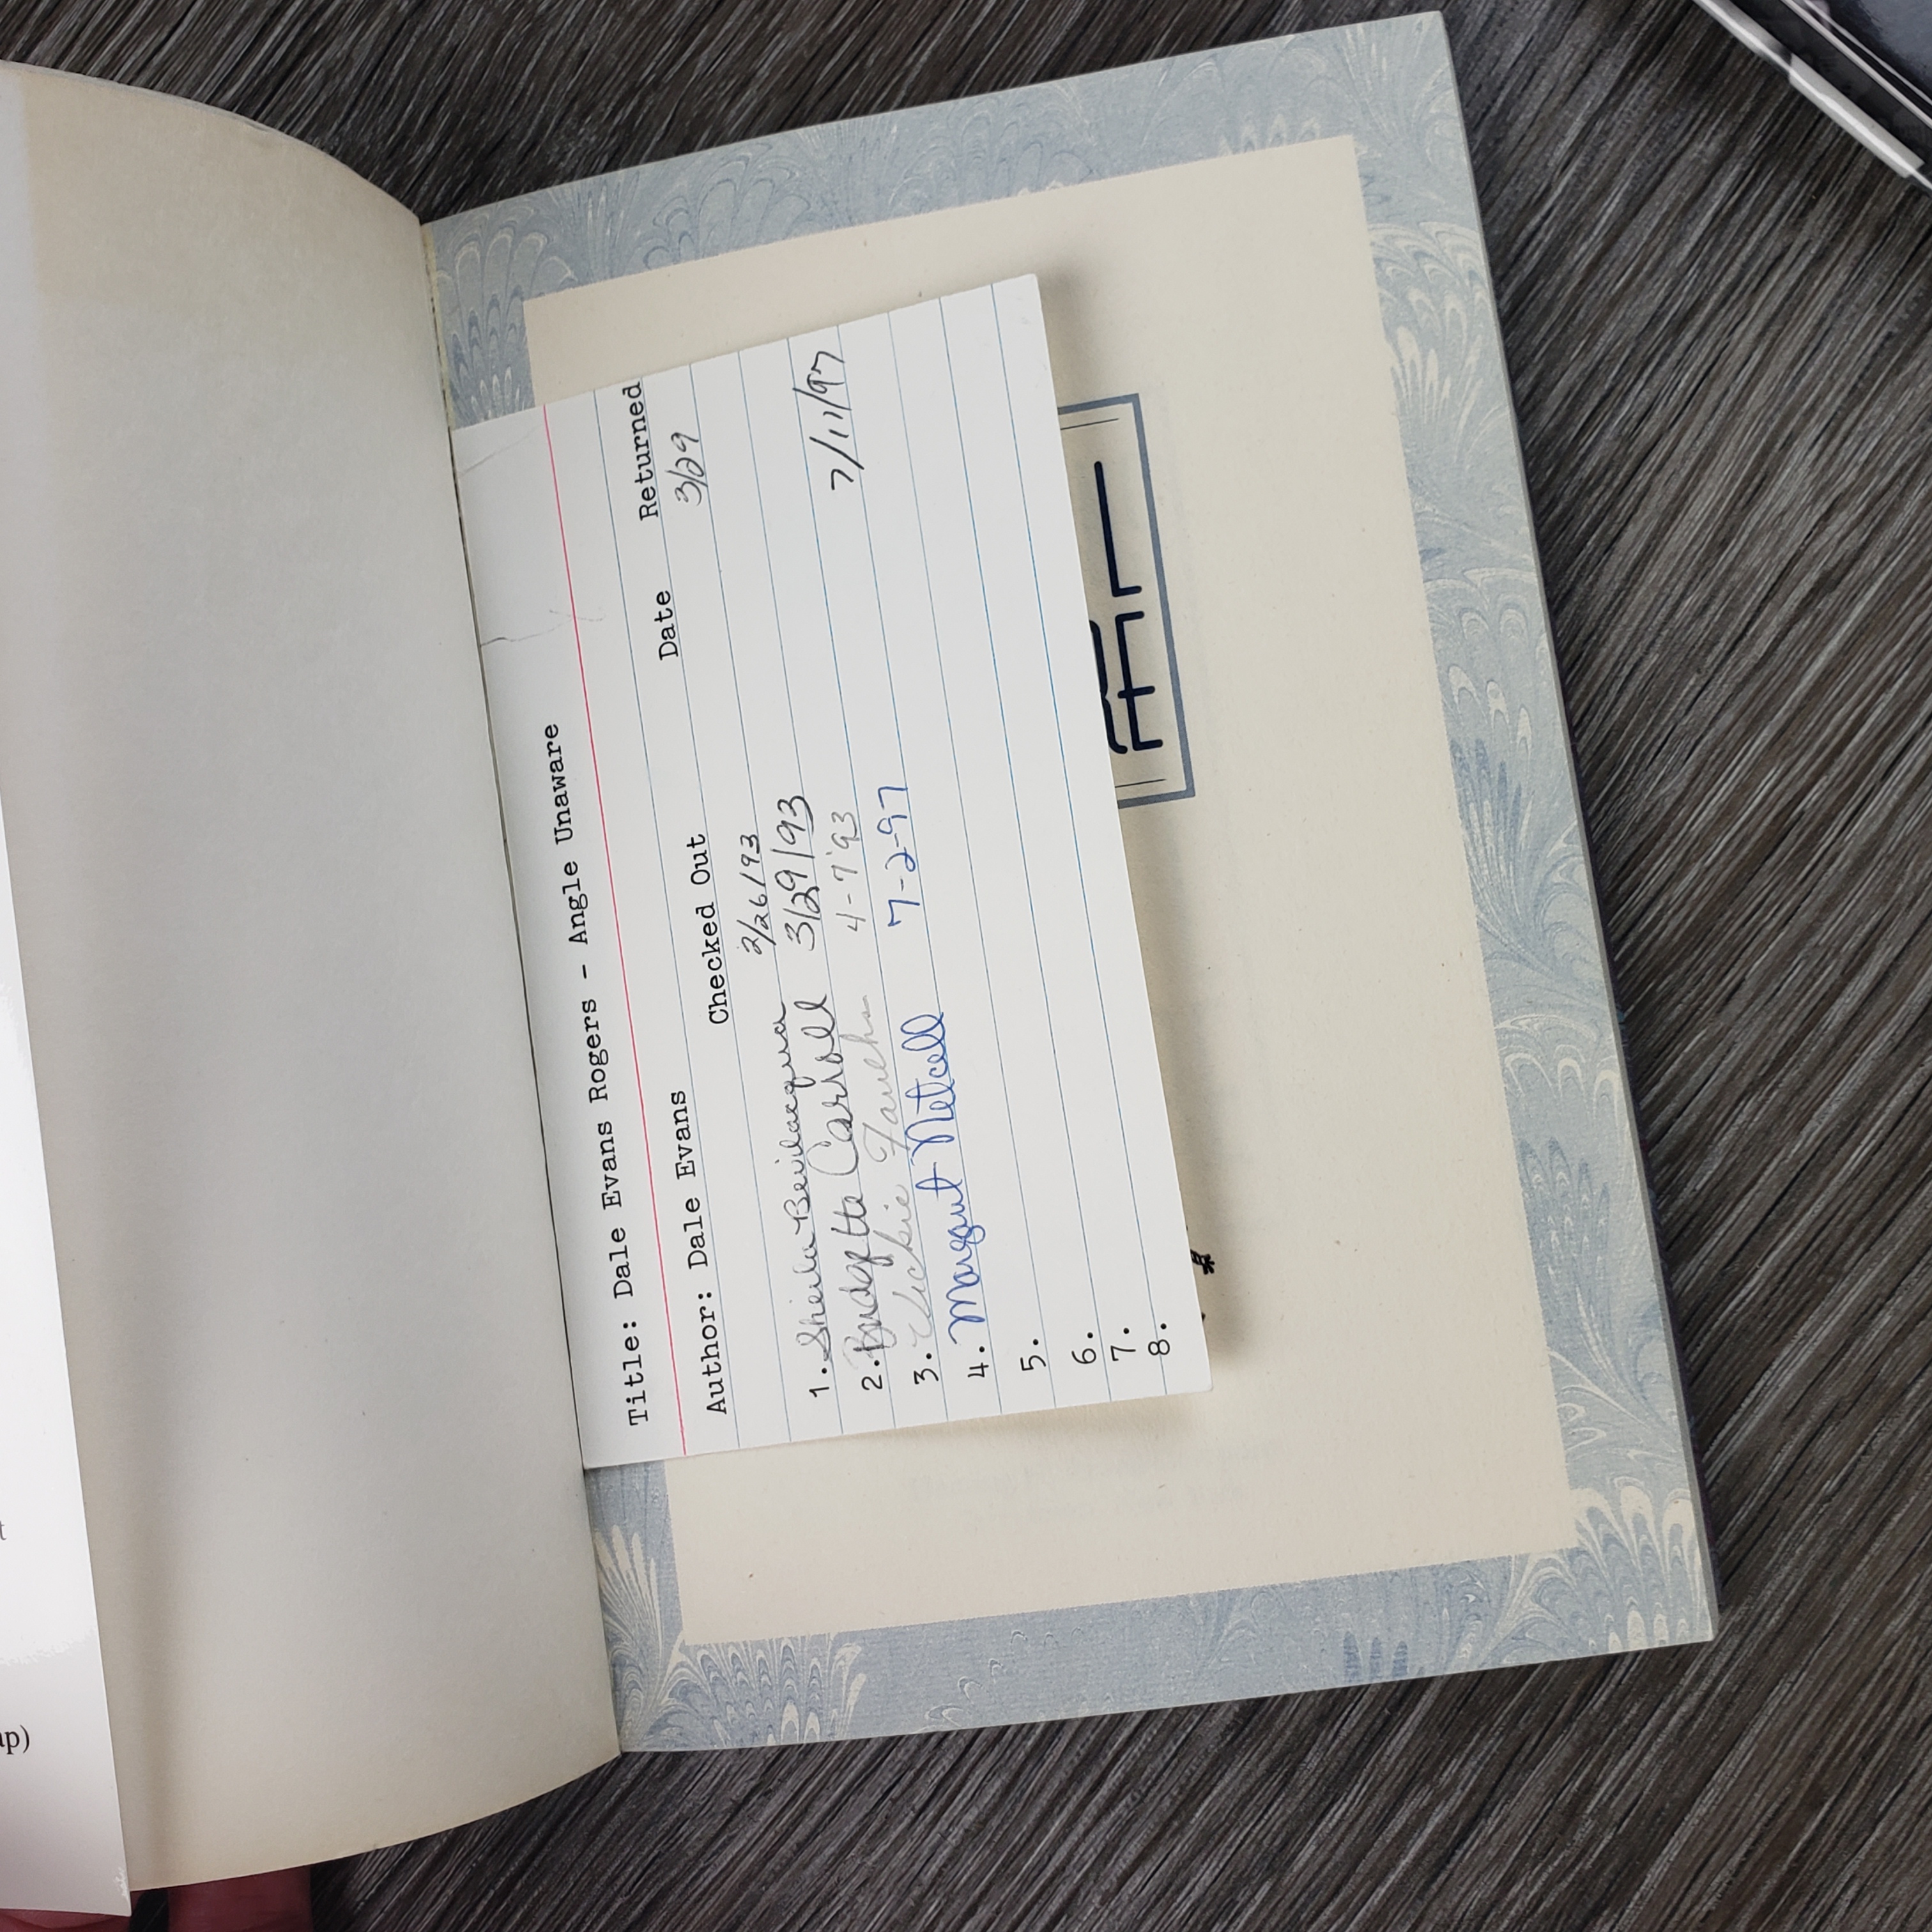 Title: Dale Evans Rogers - Angle Unaware
Author: Dale Evans
Checked Out Date Returned
1. Sheila Bevilacqua 2/26/93 3/29
2. Bridgette Carroll 3/29/93
3. Vickie 4-7'93
4. Margaret Metcalf 7-2-97 7/11/97
5.
6.
7.
8.